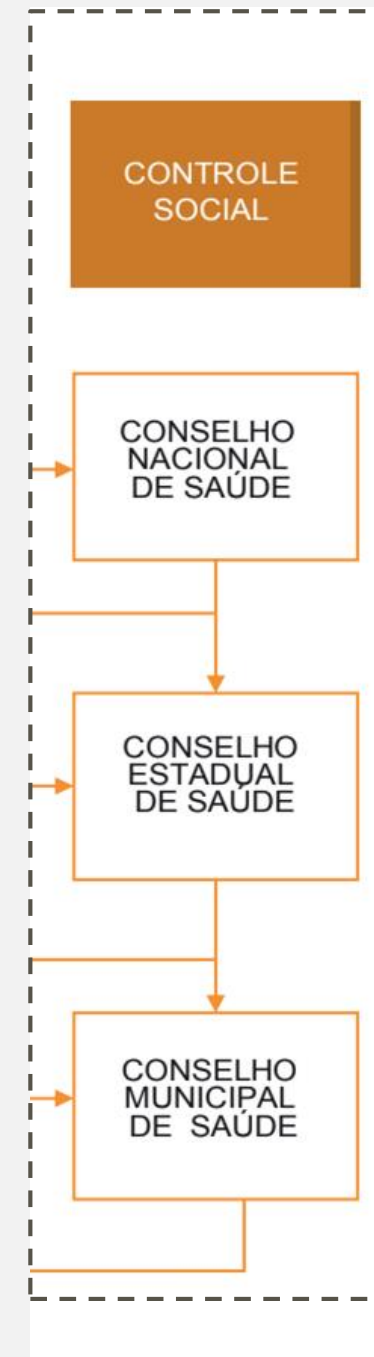 CONTROLE
SOCIAL
CONSELHO
NACIONAL
DE SAÚDE
CONSELHO
ESTADUAL
DE SAÚDE
CONSELHO
MUNICIPAL
DE SAÚDE